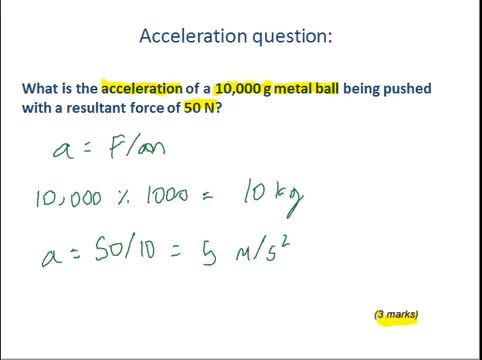 Acceleration question:
What is the acceleration of a 10,000 g metal ball being pushed
with a resultant force of 50 N?
a = F/m
10,000 % 1000 = 10 kg
a = 50/10 = 5 m/s²
(3 marks)